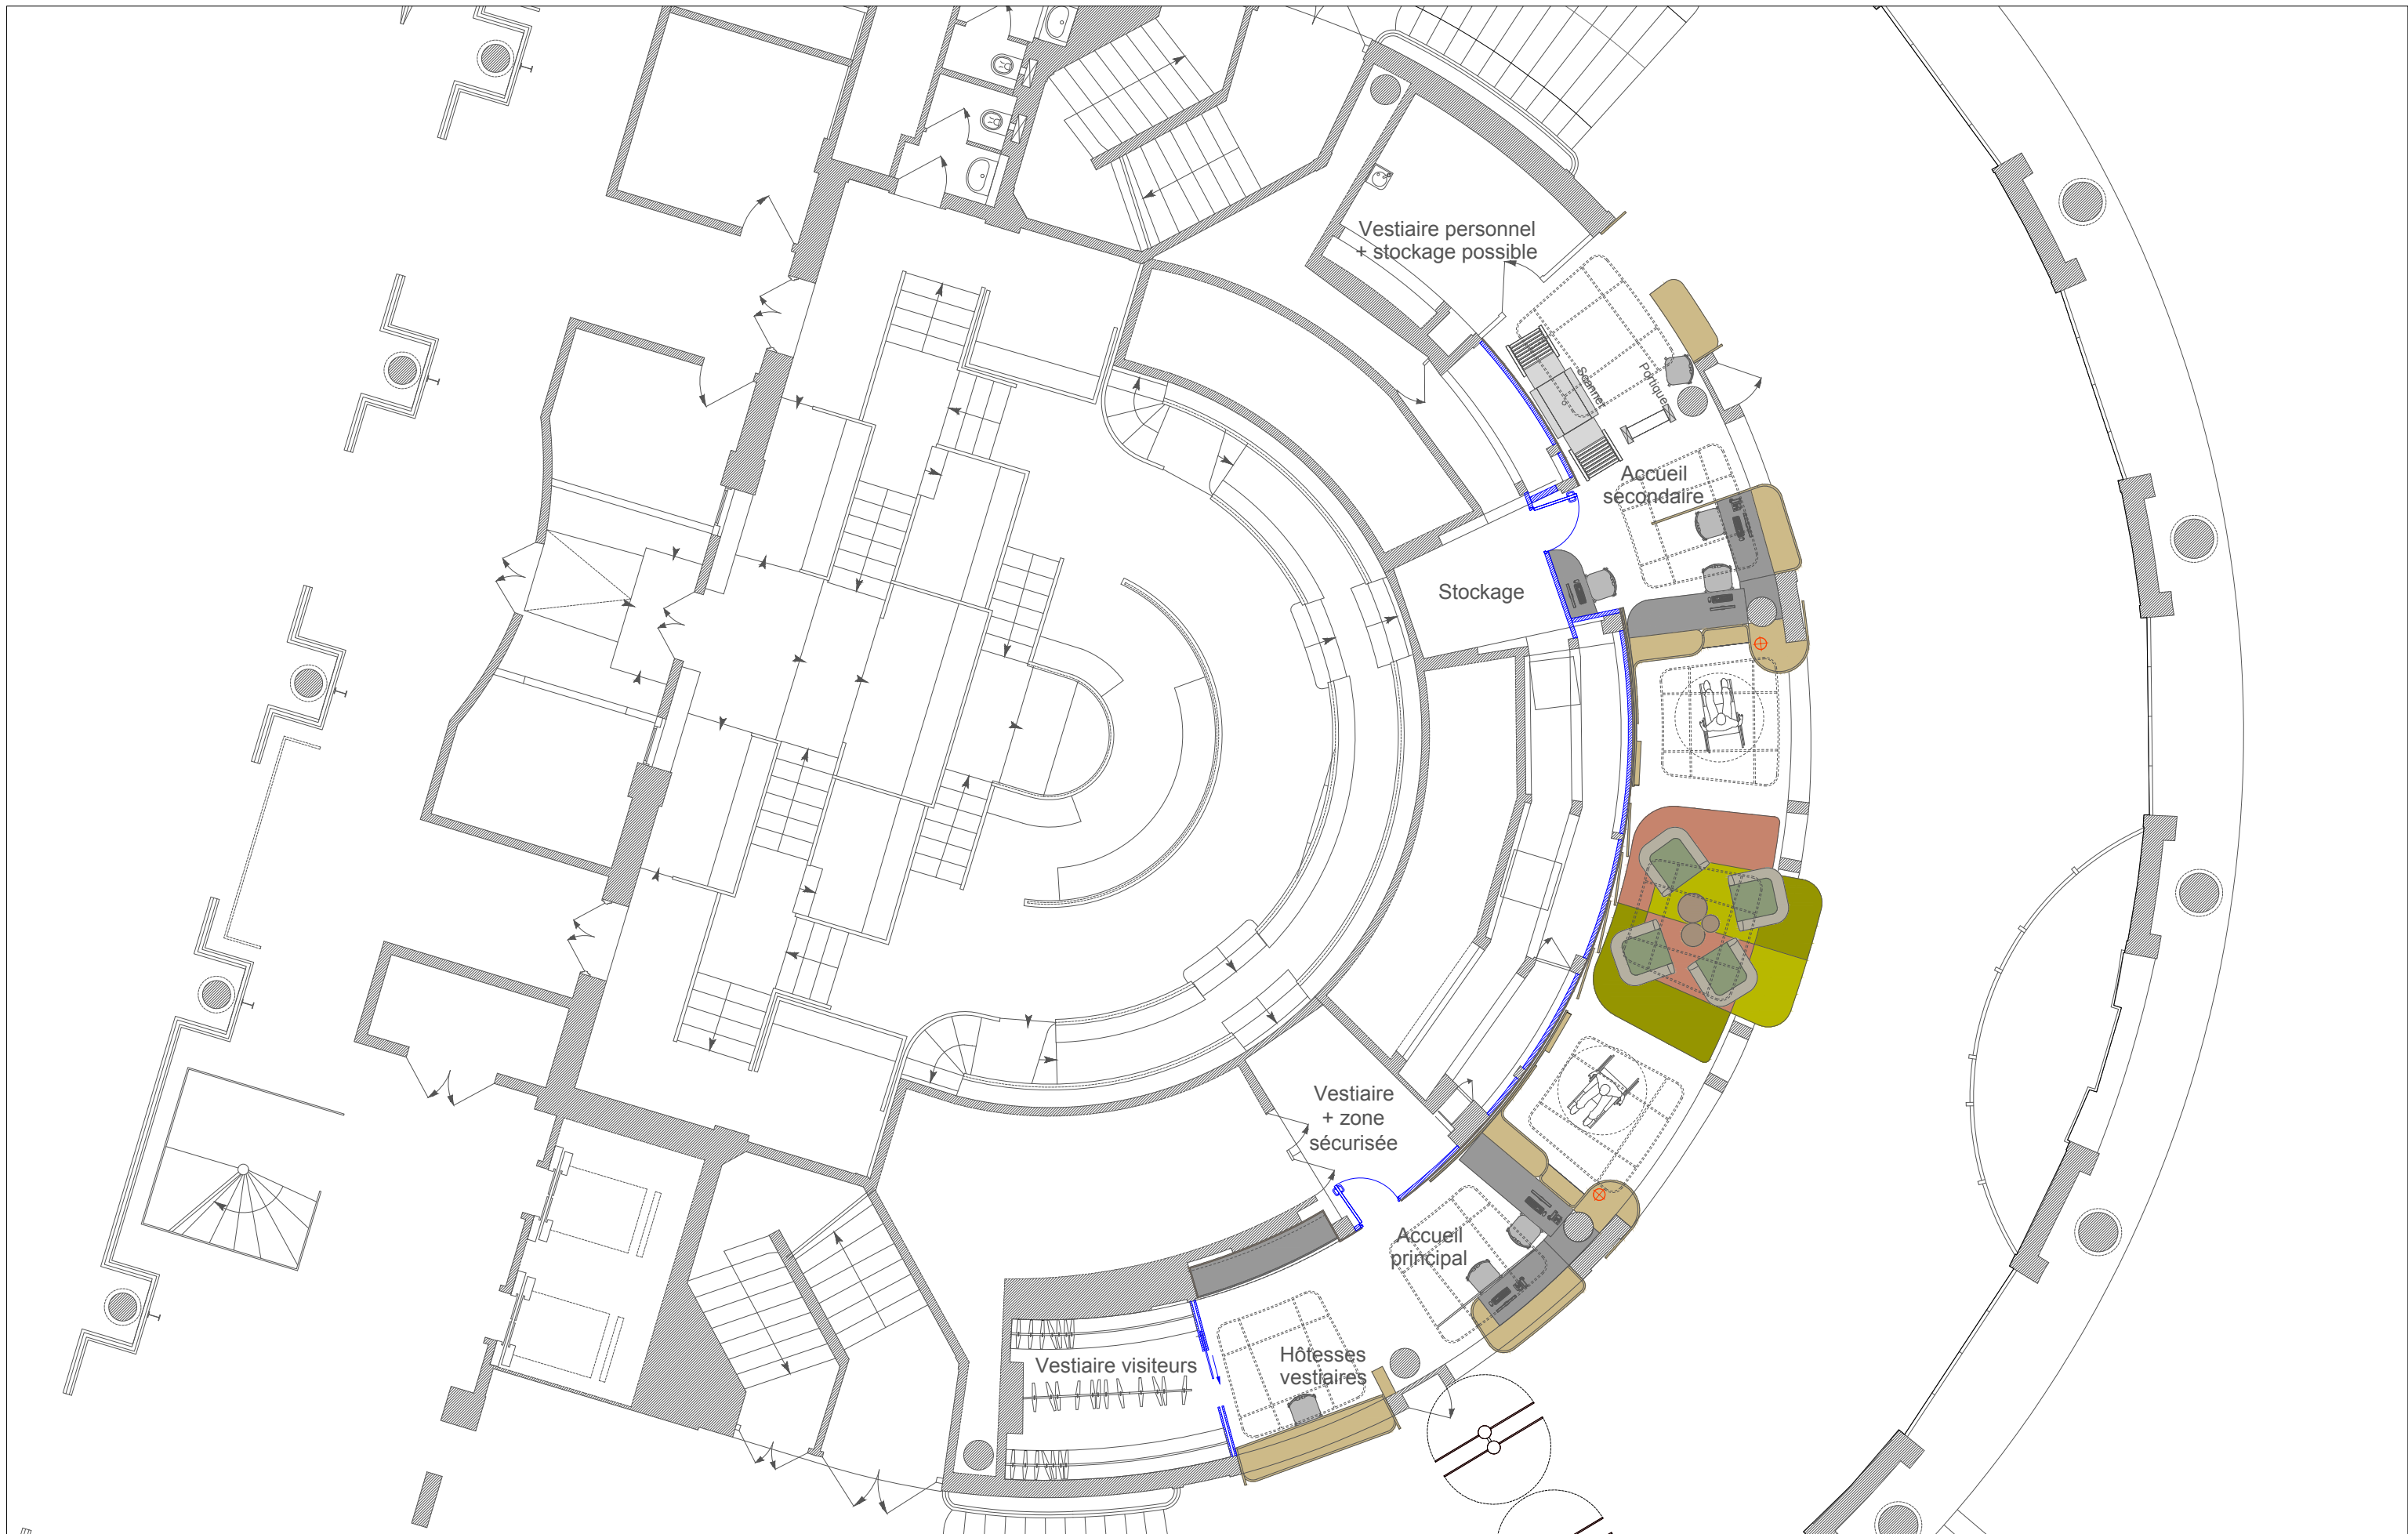 Vestiaire personnel
+ stockage possible
Scanner
Portique
Accueil
secondaire
Stockage
Vestiaire
+ zone
sécurisée
Accueil
principal
Hôtesses
vestiaires
Vestiaire visiteurs